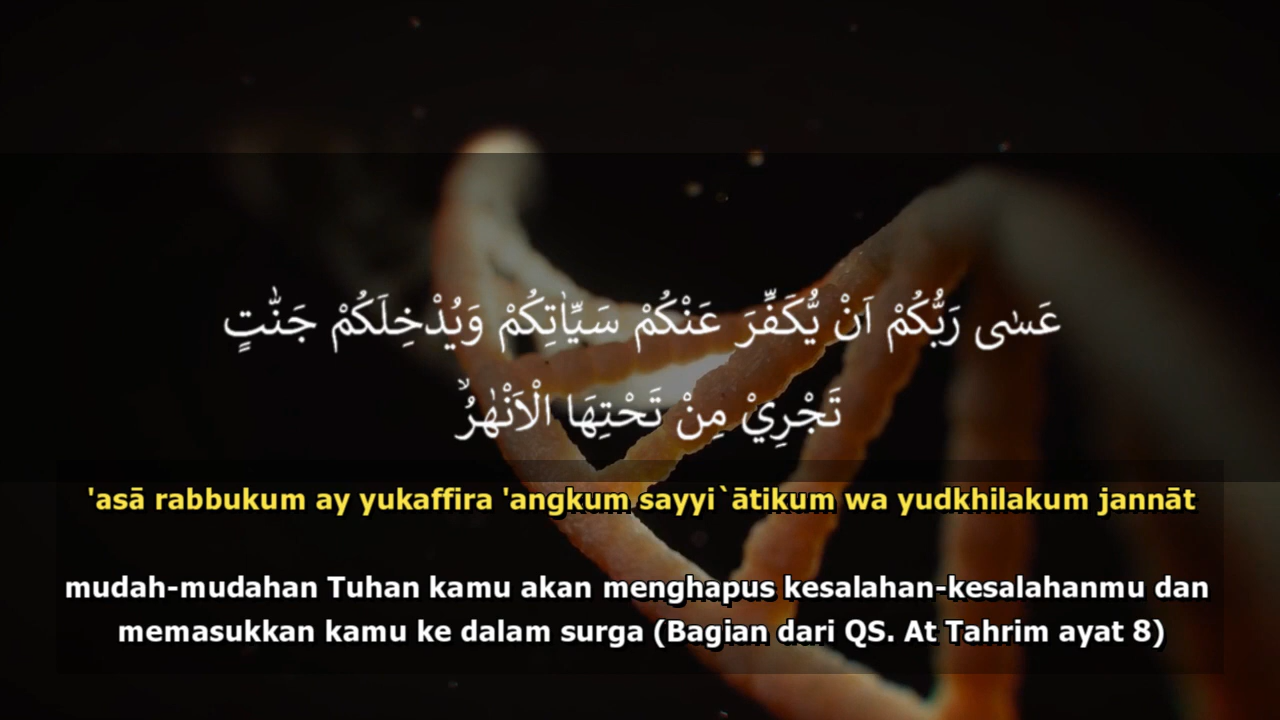 عَسٰى رَبُّكُمْ اَنْ يُّكَفِّرَ عَنْكُمْ سَيِّاٰتِكُمْ وَيُدْخِلَكُمْ جَنّٰتٍ
تَجْرِيْ مِنْ تَحْتِهَا الْاَنْهٰرُۙ
'asā rabbukum ay yukaffira 'angkum sayyi`ātikum wa yudkhilakum jannāt
mudah-mudahan Tuhan kamu akan menghapus kesalahan-kesalahanmu dan
memasukkan kamu ke dalam surga (Bagian dari QS. At Tahrim ayat 8)